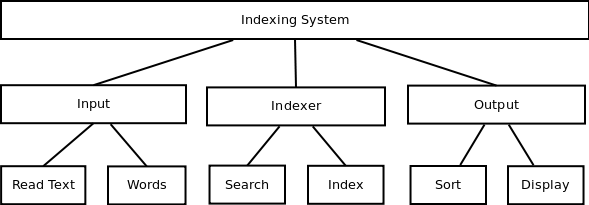 Indexing System
Input
Indexer
Output
Read Text
Words
Search
Index
Sort
Display